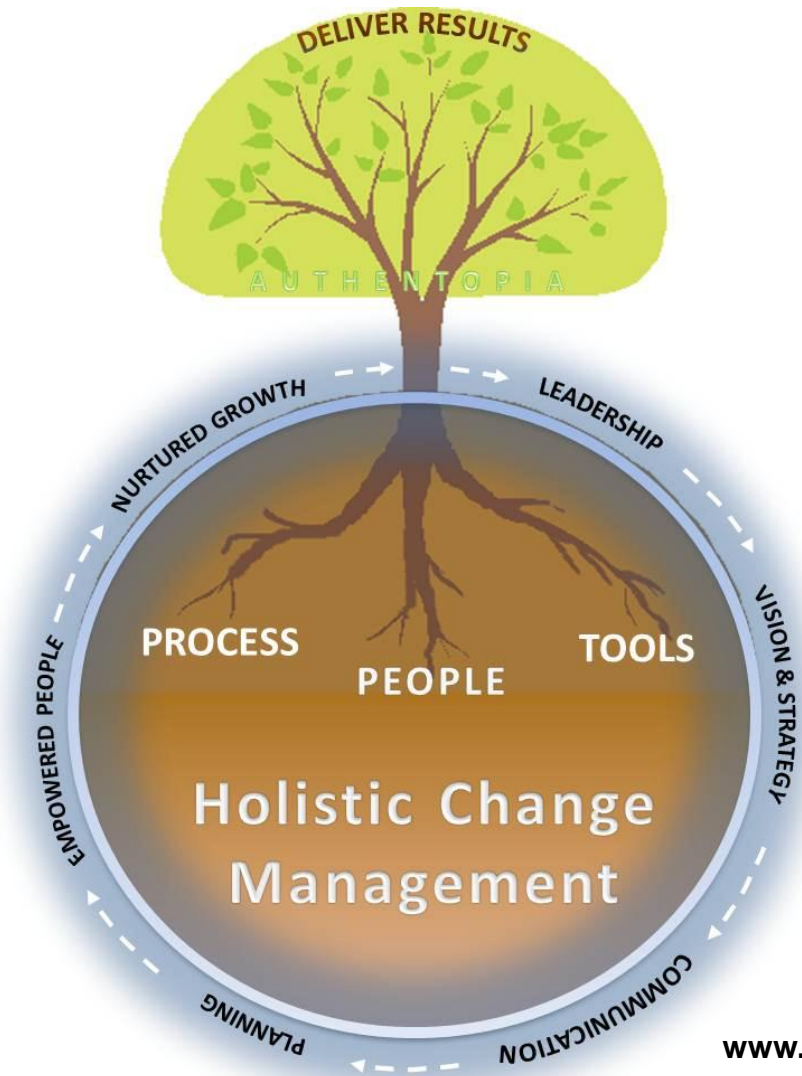 DELIVER RESULTS
AUTHENTOPIA
NURTURED GROWTH
LEADERSHIP
VISION & STRATEGY
COMMUNICATION
PLANNING
EMPOWERED PEOPLE
PROCESS
PEOPLE
TOOLS
Holistic Change
Management
www.